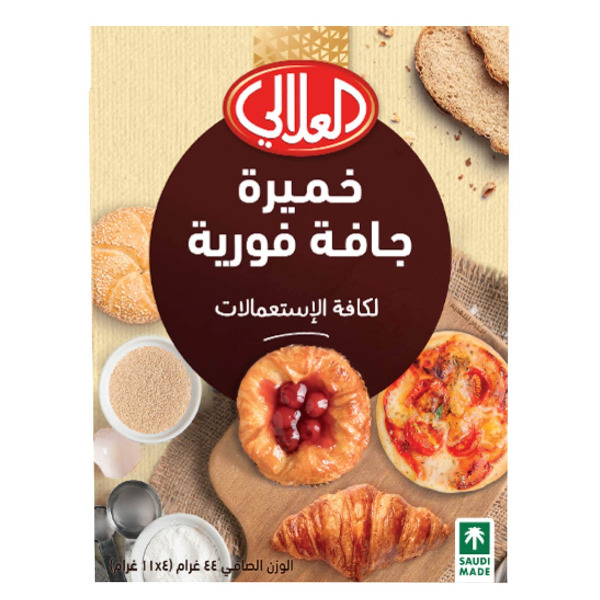 العلالي
خميرة
جافة فورية
لكافة الإستعمالات
الوزن الصافي ٤٤ غرام (٤×١١ غرام)
SAUDI
MADE